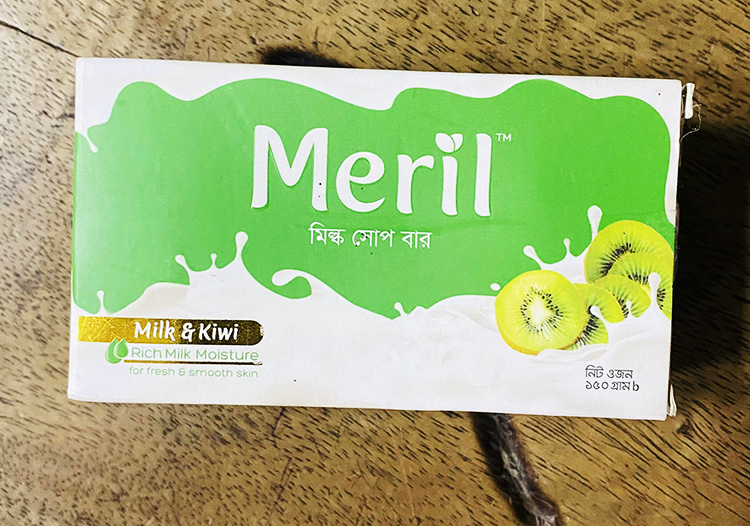 Meril™
মিল্ক সোপ বার
Milk & Kiwi
Rich Milk Moisture
for fresh & smooth skin
নিট ওজন
১৫০ গ্রাম b